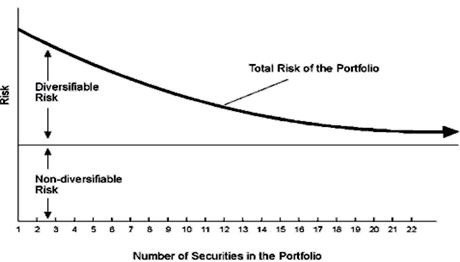 Total Risk of the Portfolio
Diversifiable
Risk
Risk
Non-diversifiable
Risk
1 2 3 4 5 6 7 8 9 10 11 12 13 14 15 16 17 18 19 20 21 22
Number of Securities in the Portfolio